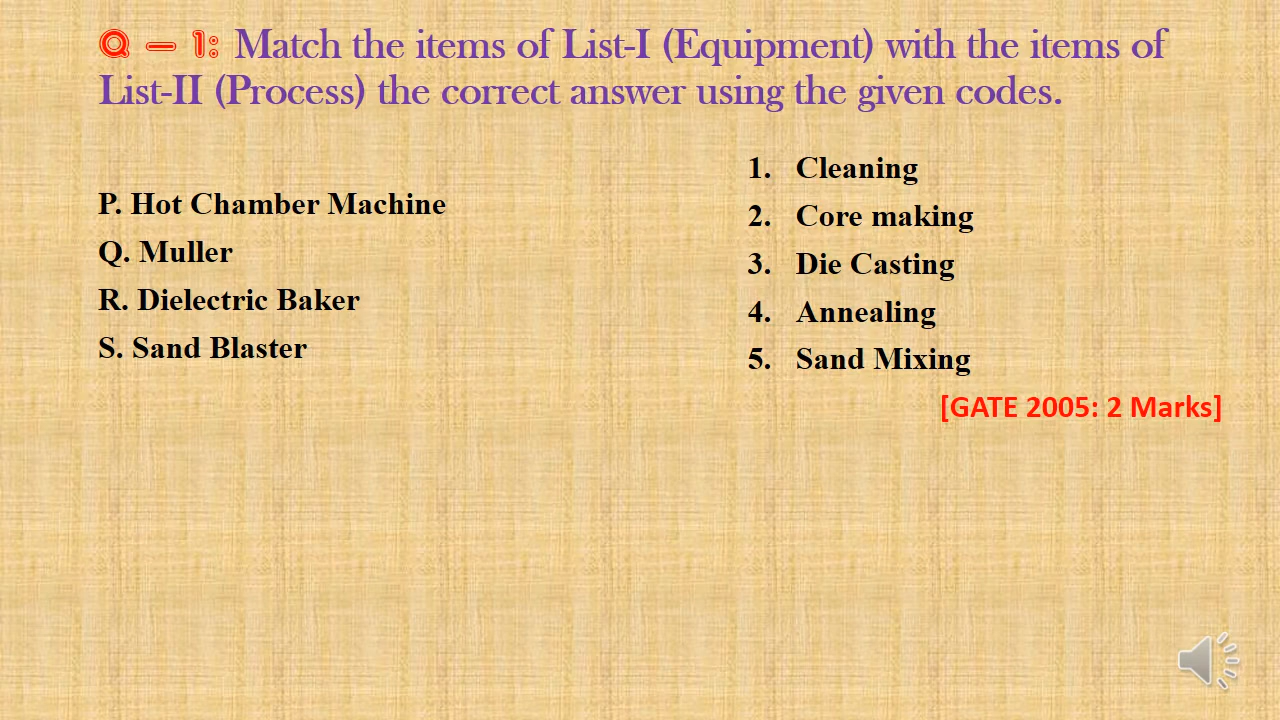 Q – 1: Match the items of List-I (Equipment) with the items of
List-II (Process) the correct answer using the given codes.
P. Hot Chamber Machine
Q. Muller
R. Dielectric Baker
S. Sand Blaster
1. Cleaning
2. Core making
3. Die Casting
4. Annealing
5. Sand Mixing
[GATE 2005: 2 Marks]